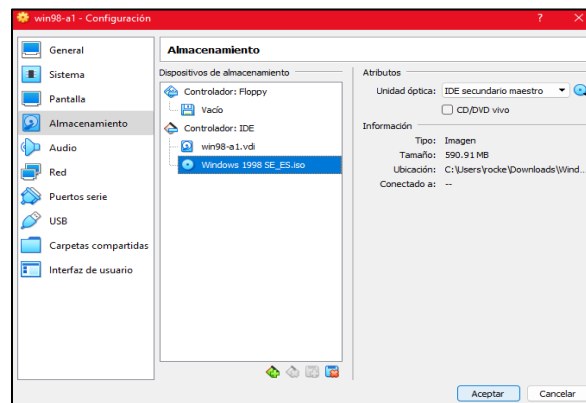 win98-a1 - Configuración
General
Sistema
Pantalla
Almacenamiento
Audio
Red
Puertos serie
USB
Carpetas compartidas
Interfaz de usuario
Almacenamiento
Dispositivos de almacenamiento
Controlador: Floppy
Vacío
Controlador: IDE
win98-a1.vdi
Windows 1998 SE_ES.iso
Atributos
Unidad óptica: IDE secundario maestro
CD/DVD vivo
Información
Tipo: Imagen
Tamaño: 590.91 MB
Ubicación: C:\Users\rocke\Downloads\Wind...
Conectado a: --
Aceptar Cancelar